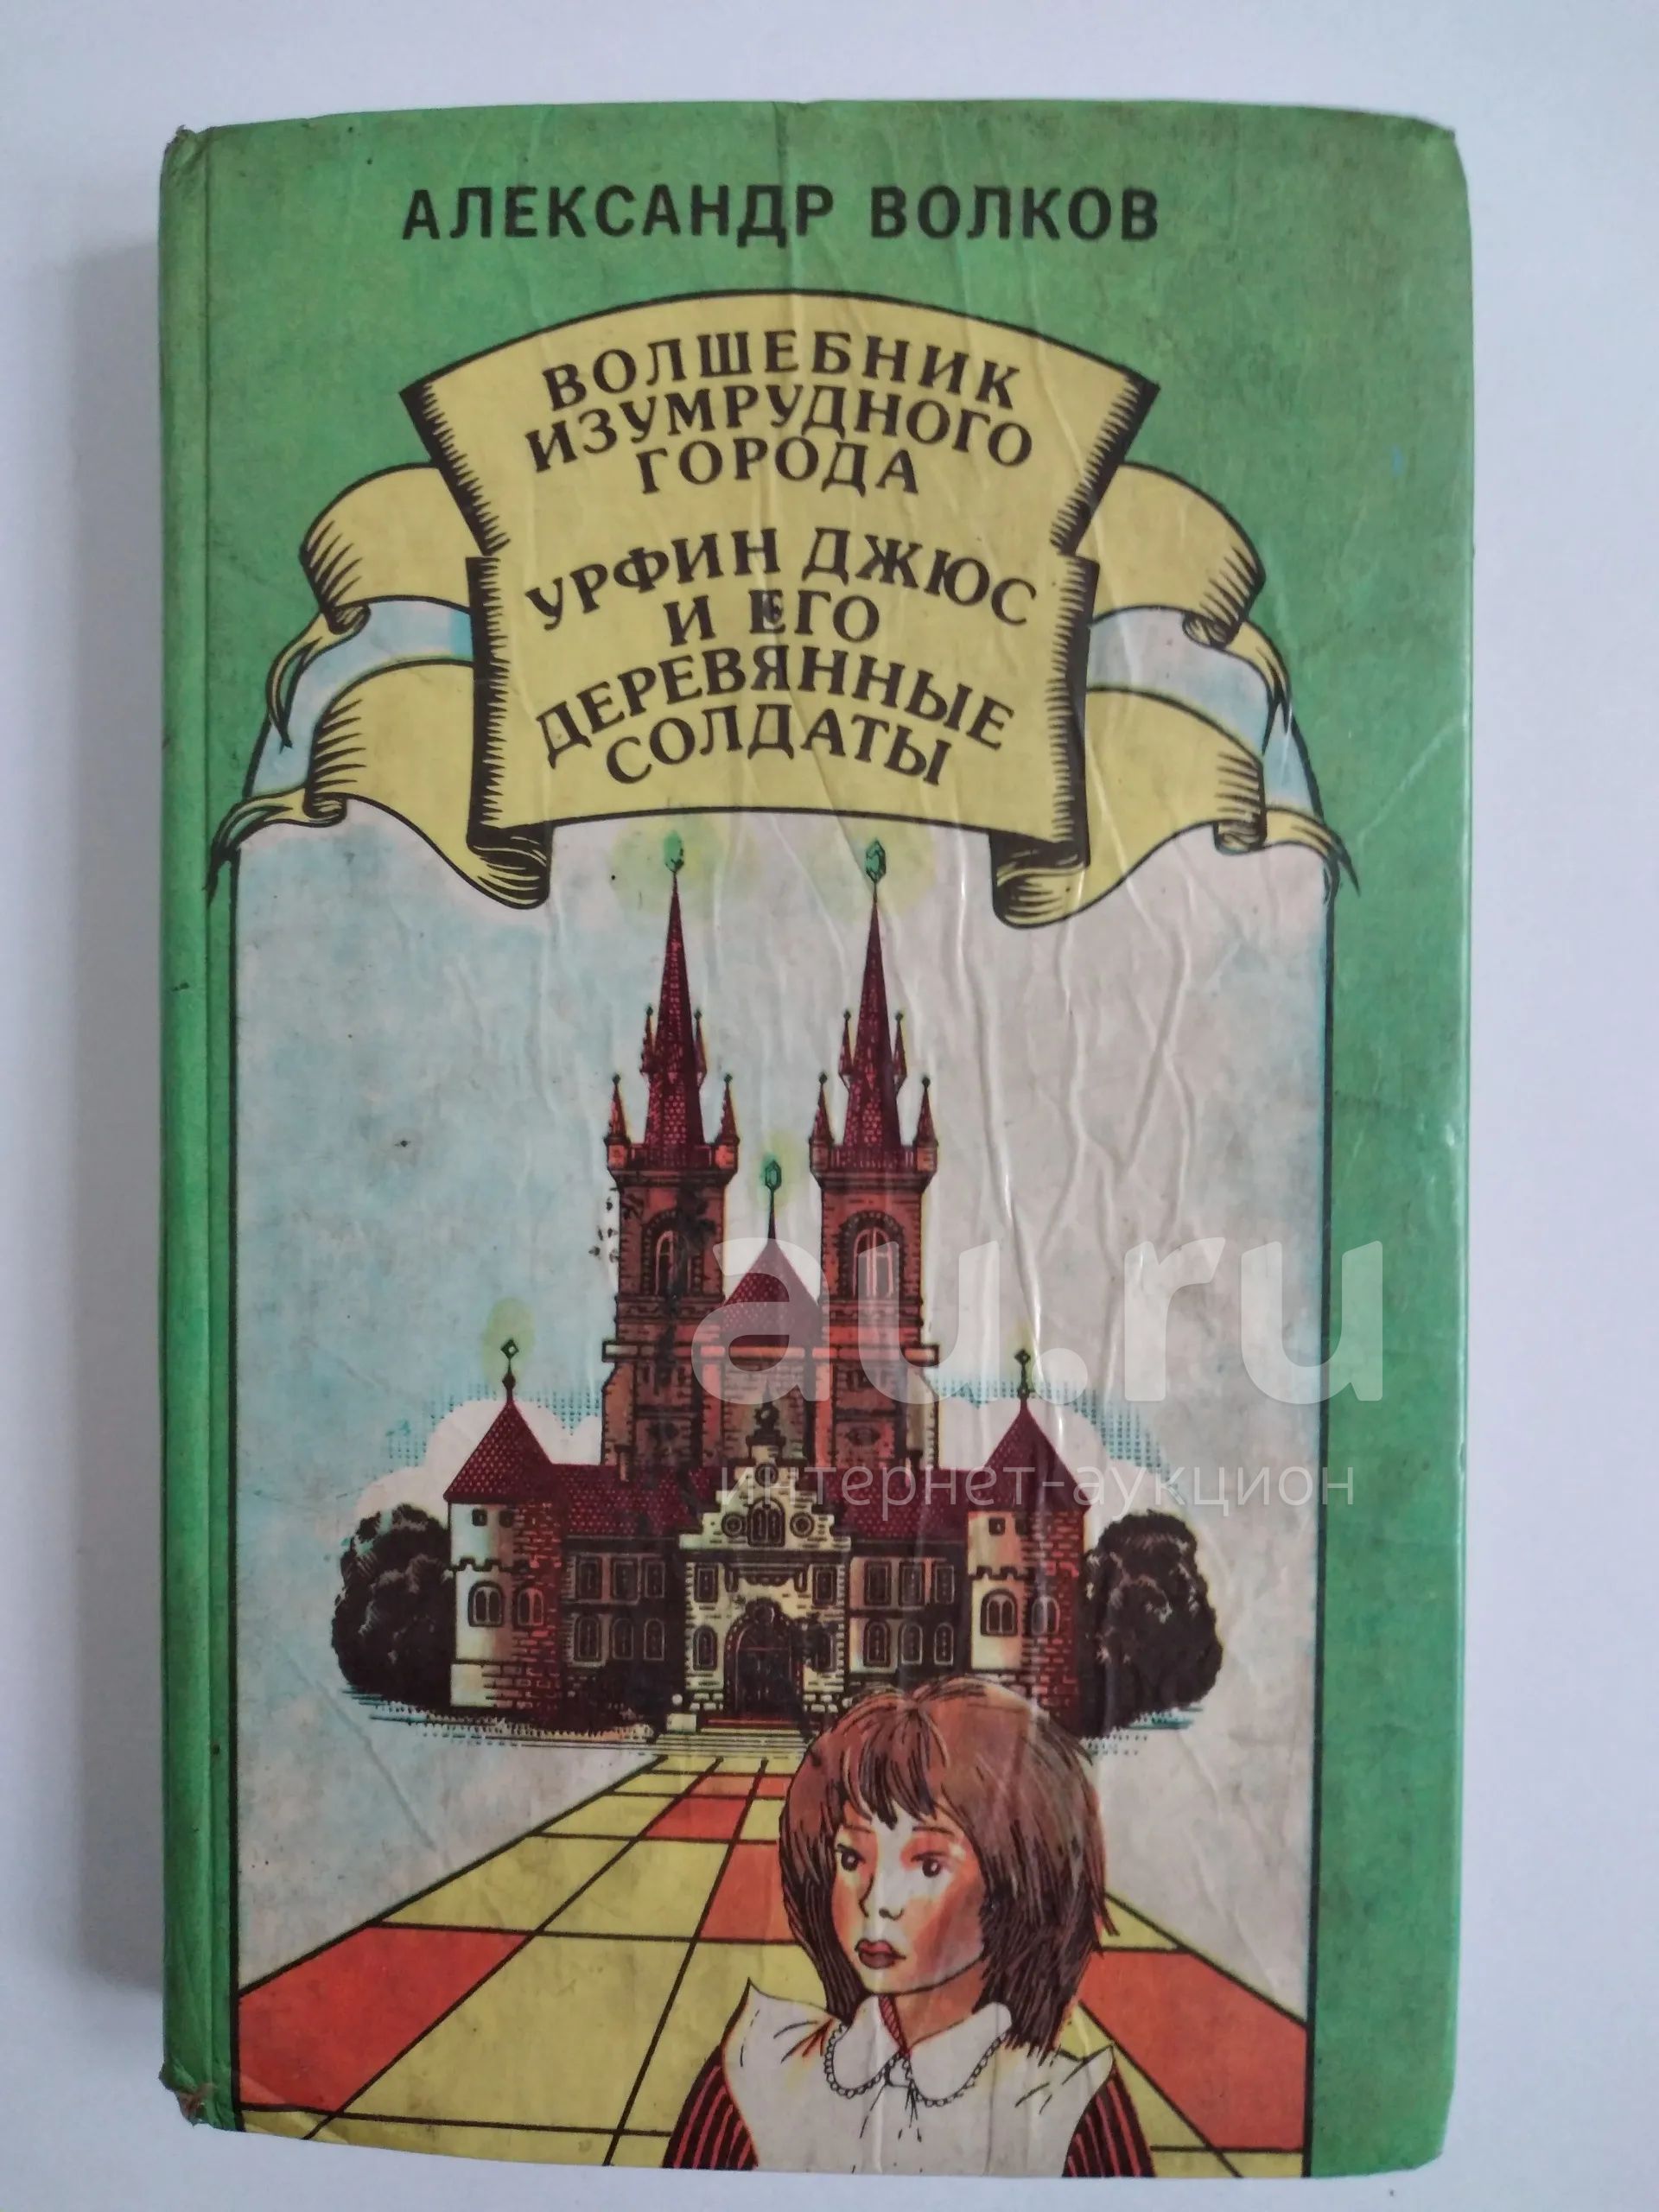 АЛЕКСАНДР ВОЛКОВ
ВОЛШЕБНИК
ИЗУМРУДНОГО
ГОРОДА
УРФИН ДЖЮС
И ЕГО
ДЕРЕВЯННЫЕ
СОЛДАТЫ
au.ru
интернет-аукцион